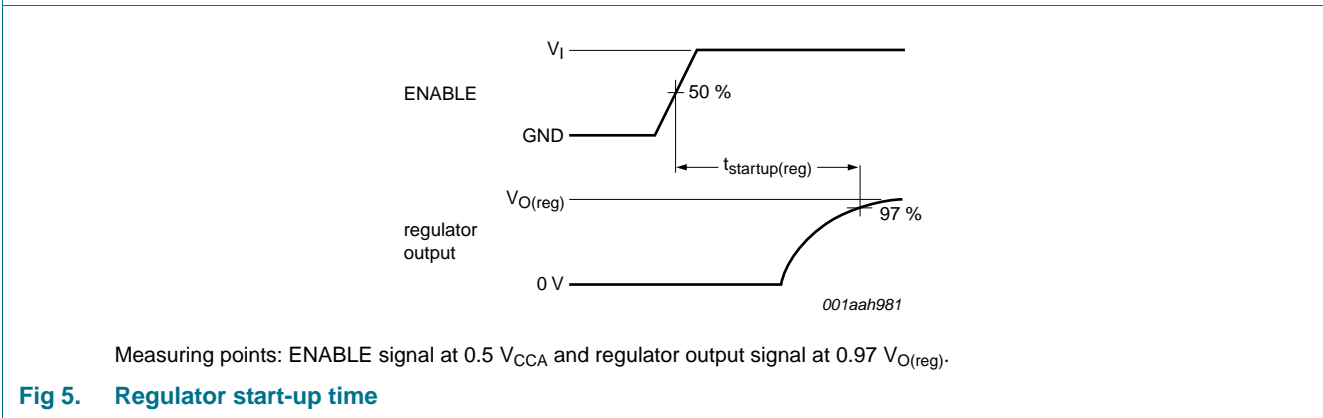 V_I
ENABLE
50 %
GND
t_startup(reg)
V_O(reg)
97 %
regulator
output
0 V
001aah981
Measuring points: ENABLE signal at 0.5 V_CCA and regulator output signal at 0.97 V_O(reg).
Fig 5. Regulator start-up time